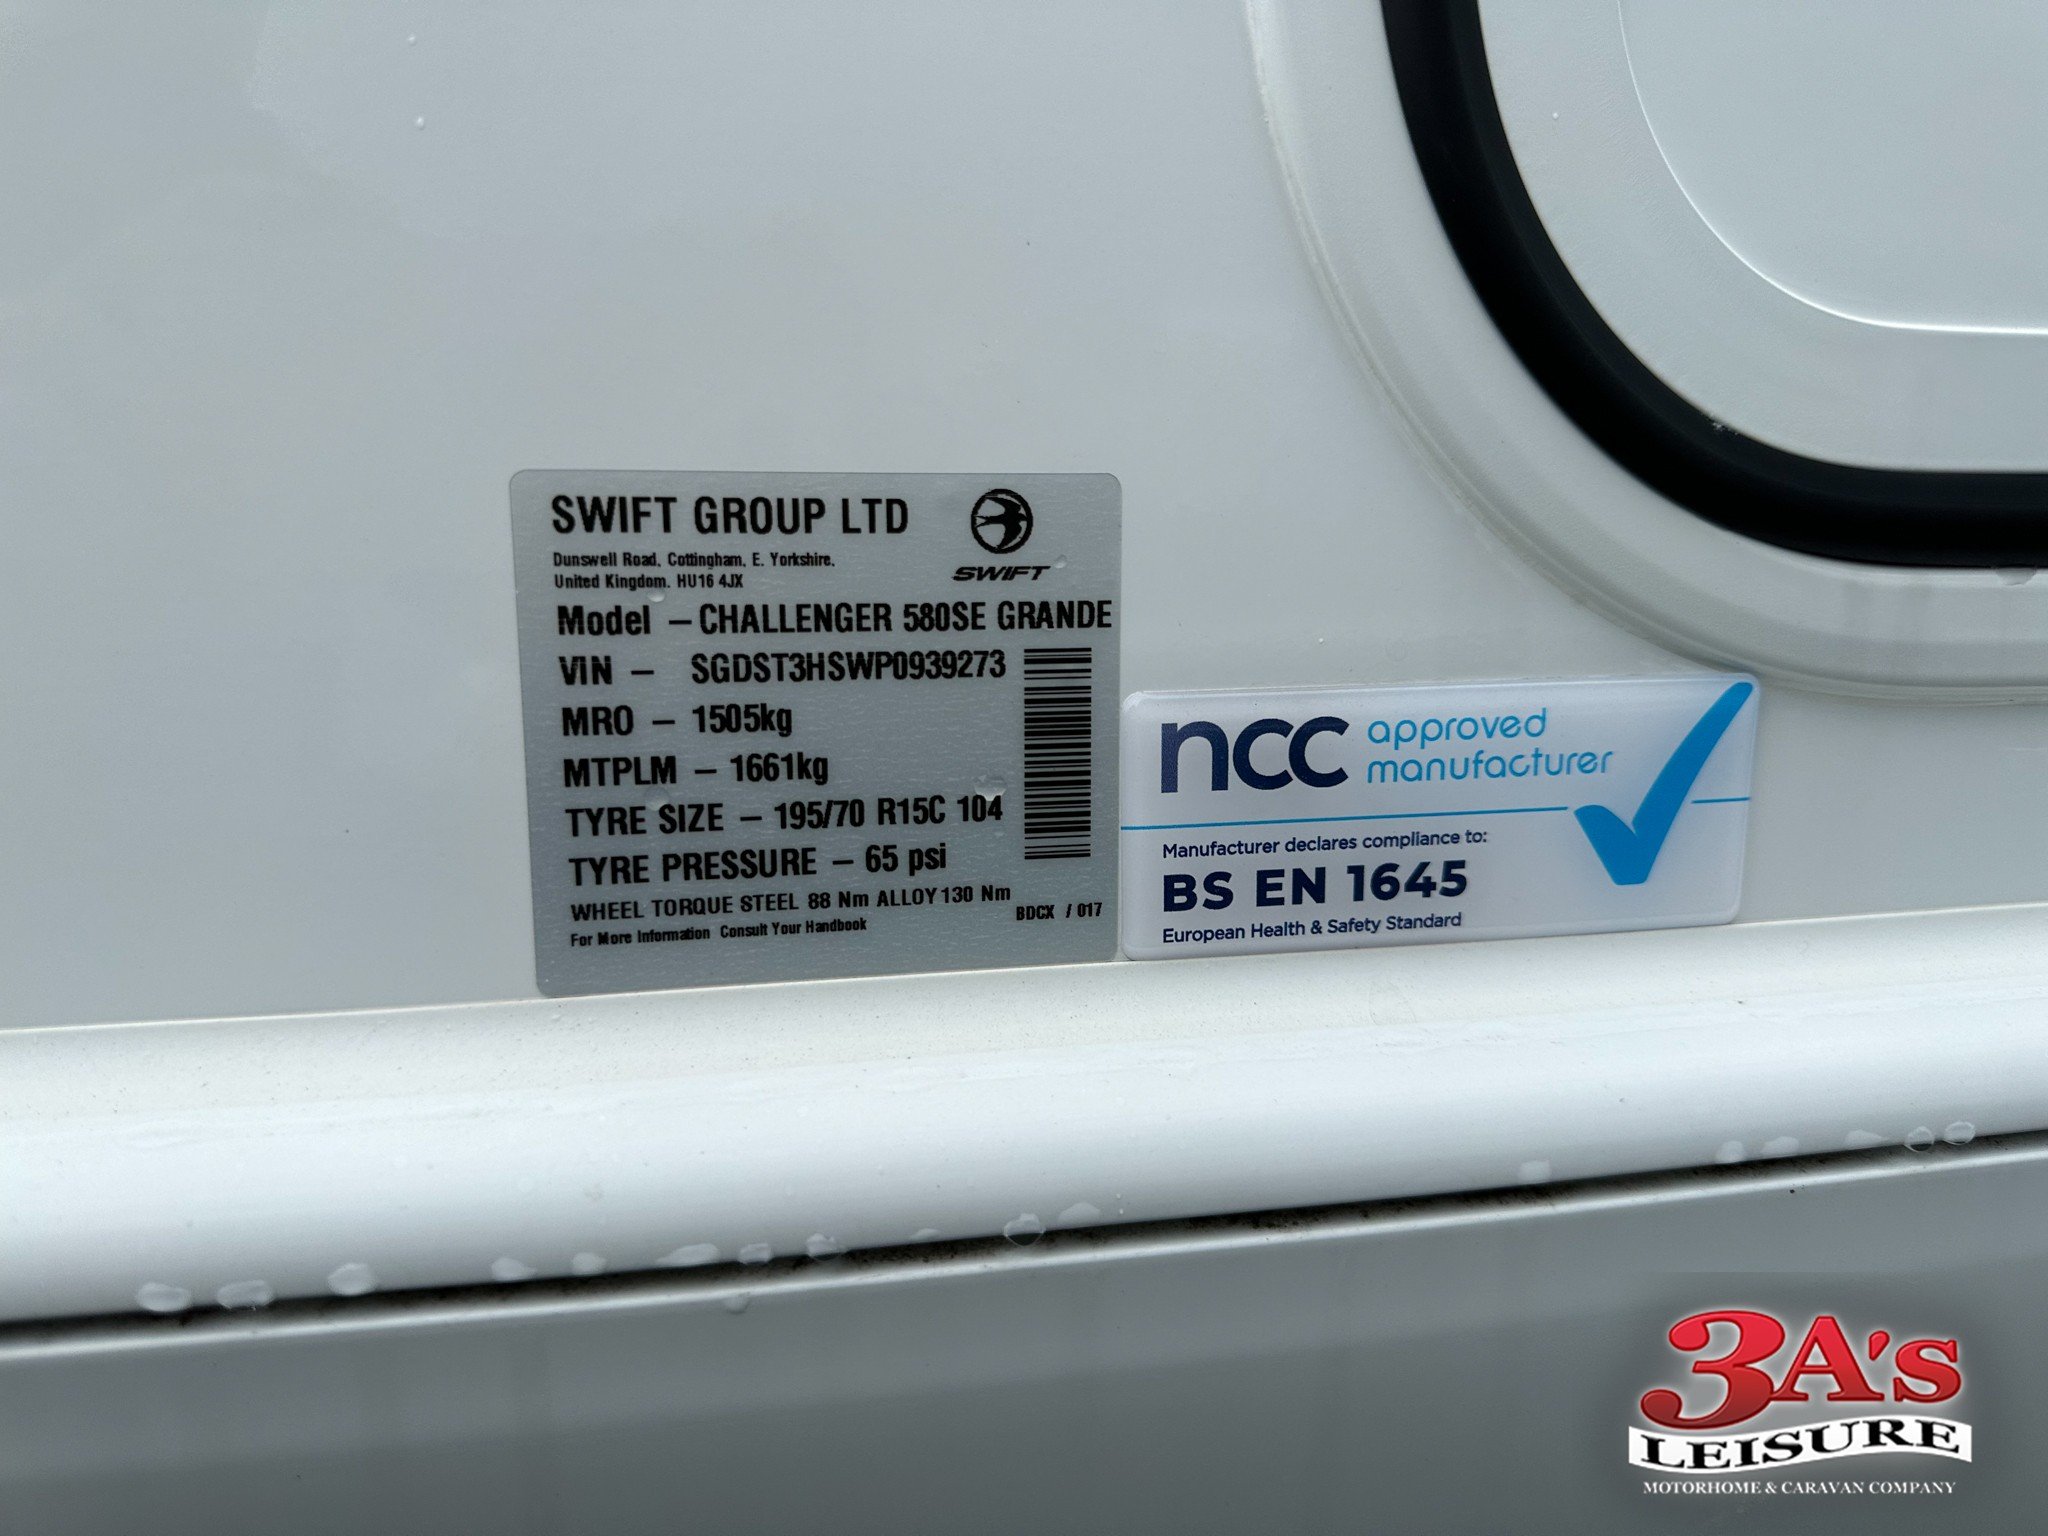 SWIFT GROUP LTD
Dunswell Road, Cottingham, E. Yorkshire,
United Kingdom. HU16 4JX
SWIFT
Model – CHALLENGER 580SE GRANDE
VIN – SGDST3HSWP0939273
MRO – 1505kg
MTPLM – 1661kg
TYRE SIZE – 195/70 R15C 104
TYRE PRESSURE – 65 psi
WHEEL TORQUE STEEL 88 Nm ALLOY 130 Nm
For More Information Consult Your Handbook
BDCX / 017
ncc approved
manufacturer
Manufacturer declares compliance to:
BS EN 1645
European Health & Safety Standard
3A's
LEISURE
MOTORHOME & CARAVAN COMPANY